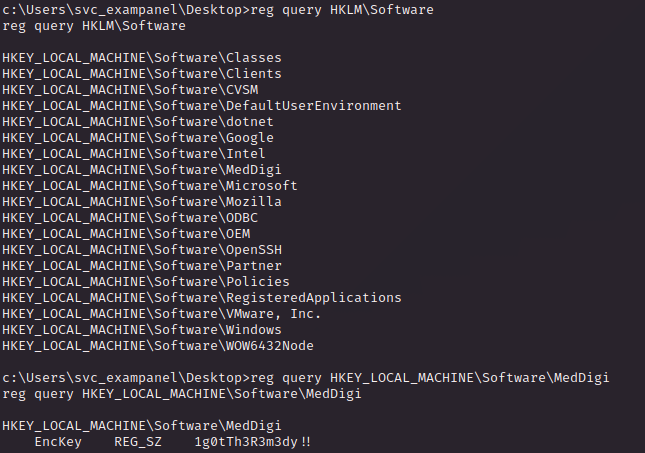 c:\Users\svc_exampanel\Desktop>reg query HKLM\Software
reg query HKLM\Software
HKEY_LOCAL_MACHINE\Software\Classes
HKEY_LOCAL_MACHINE\Software\Clients
HKEY_LOCAL_MACHINE\Software\CVSM
HKEY_LOCAL_MACHINE\Software\DefaultUserEnvironment
HKEY_LOCAL_MACHINE\Software\dotnet
HKEY_LOCAL_MACHINE\Software\Google
HKEY_LOCAL_MACHINE\Software\Intel
HKEY_LOCAL_MACHINE\Software\MedDigi
HKEY_LOCAL_MACHINE\Software\Microsoft
HKEY_LOCAL_MACHINE\Software\Mozilla
HKEY_LOCAL_MACHINE\Software\ODBC
HKEY_LOCAL_MACHINE\Software\OEM
HKEY_LOCAL_MACHINE\Software\OpenSSH
HKEY_LOCAL_MACHINE\Software\Partner
HKEY_LOCAL_MACHINE\Software\Policies
HKEY_LOCAL_MACHINE\Software\RegisteredApplications
HKEY_LOCAL_MACHINE\Software\VMware, Inc.
HKEY_LOCAL_MACHINE\Software\Windows
HKEY_LOCAL_MACHINE\Software\WOW6432Node
c:\Users\svc_exampanel\Desktop>reg query HKEY_LOCAL_MACHINE\Software\MedDigi
reg query HKEY_LOCAL_MACHINE\Software\MedDigi
HKEY_LOCAL_MACHINE\Software\MedDigi
    EncKey    REG_SZ    1g0tTh3R3m3dy!!